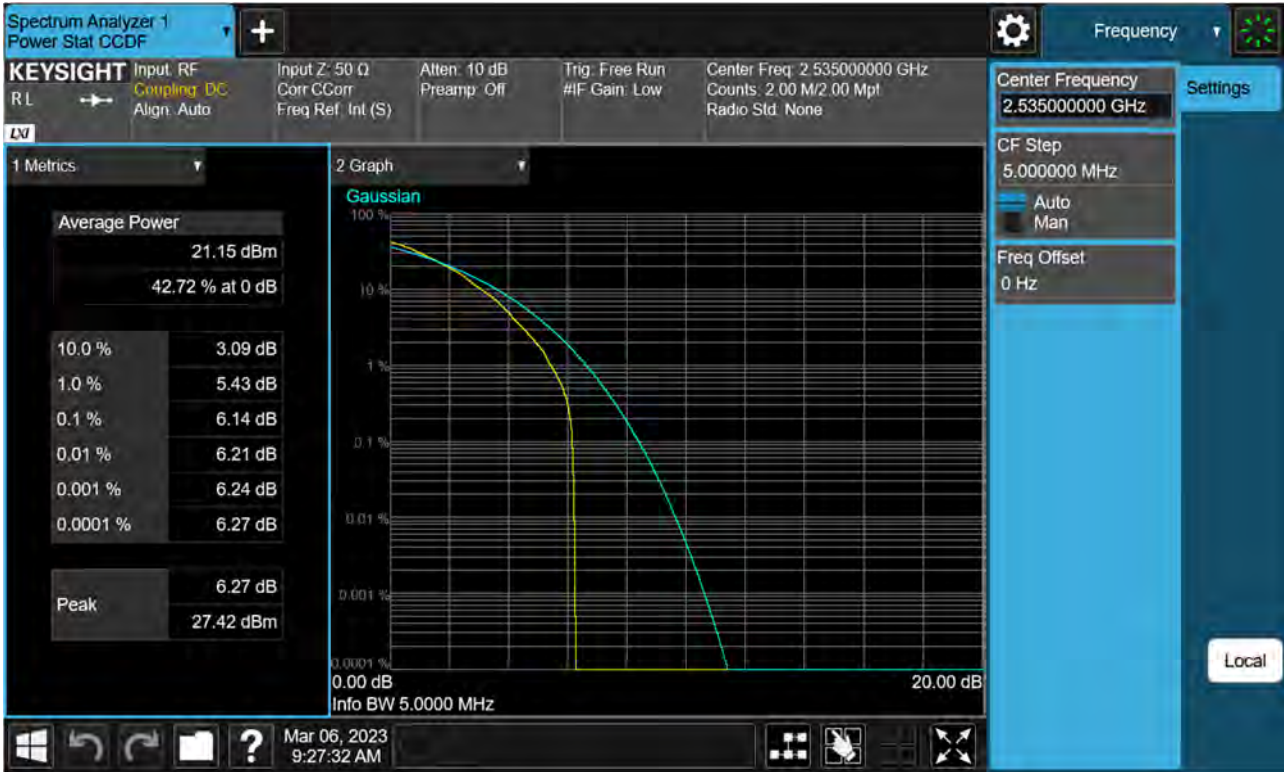 Spectrum Analyzer 1
Power Stat CCDF
Frequency
KEYSIGHT
R L
LXI
Input: RF
Coupling: DC
Align: Auto
Input Z: 50 Ω
Corr CCorr
Freq Ref: Int (S)
Atten: 10 dB
Preamp: Off
Trig: Free Run
#IF Gain: Low
Center Freq: 2.535000000 GHz
Counts: 2.00 M/2.00 Mpt
Radio Std: None
Center Frequency
2.535000000 GHz
Settings
CF Step
5.000000 MHz
Auto
Man
Freq Offset
0 Hz
Local
1 Metrics
Average Power
21.15 dBm
42.72 % at 0 dB
10.0 % 3.09 dB
1.0 % 5.43 dB
0.1 % 6.14 dB
0.01 % 6.21 dB
0.001 % 6.24 dB
0.0001 % 6.27 dB
Peak
6.27 dB
27.42 dBm
2 Graph
Gaussian
100 %
10 %
1 %
0.1 %
0.01 %
0.001 %
0.0001 %
0.00 dB 20.00 dB
Info BW 5.0000 MHz
?
Mar 06, 2023
9:27:32 AM